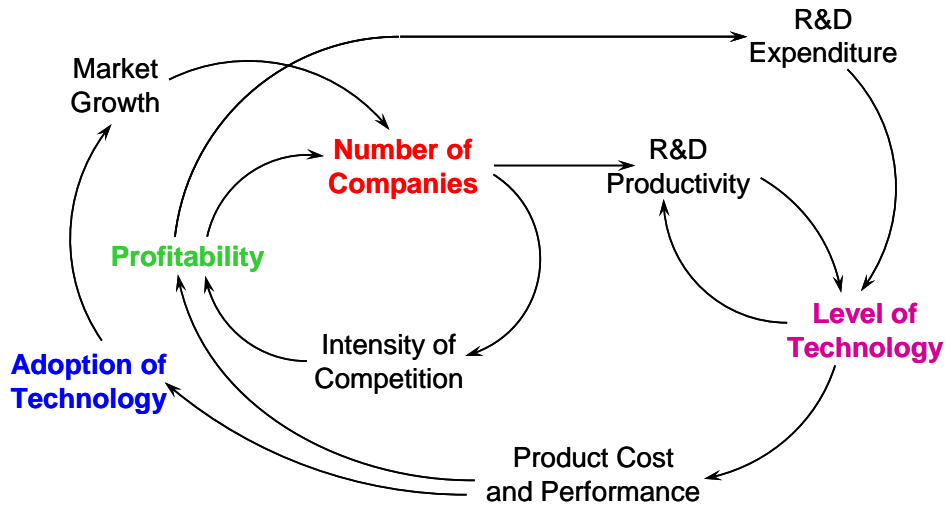 R&D
Expenditure
Market
Growth
Number of
Companies
R&D
Productivity
Profitability
Level of
Technology
Intensity of
Competition
Adoption of
Technology
Product Cost
and Performance